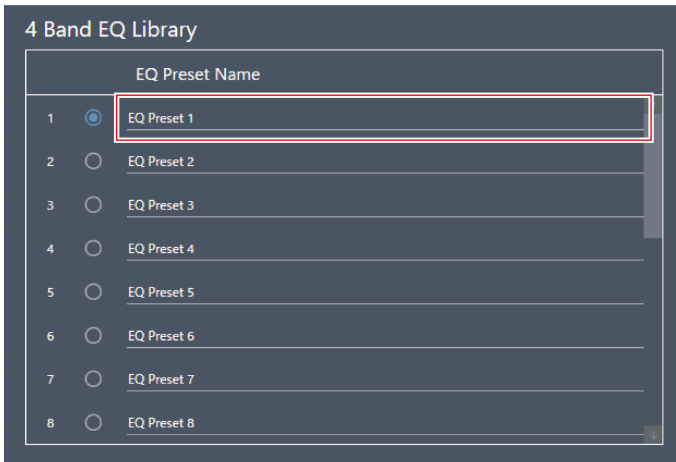 4 Band EQ Library
EQ Preset Name
1 EQ Preset 1
2 EQ Preset 2
3 EQ Preset 3
4 EQ Preset 4
5 EQ Preset 5
6 EQ Preset 6
7 EQ Preset 7
8 EQ Preset 8